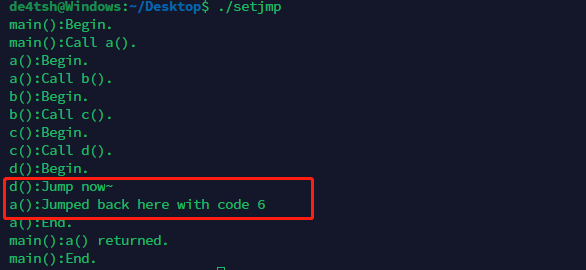 de4tsh@Windows:~/Desktop$ ./setjmp
main():Begin.
main():Call a().
a():Begin.
a():Call b().
b():Begin.
b():Call c().
c():Begin.
c():Call d().
d():Begin.
d():Jump now~
a():Jumped back here with code 6
a():End.
main():a() returned.
main():End.